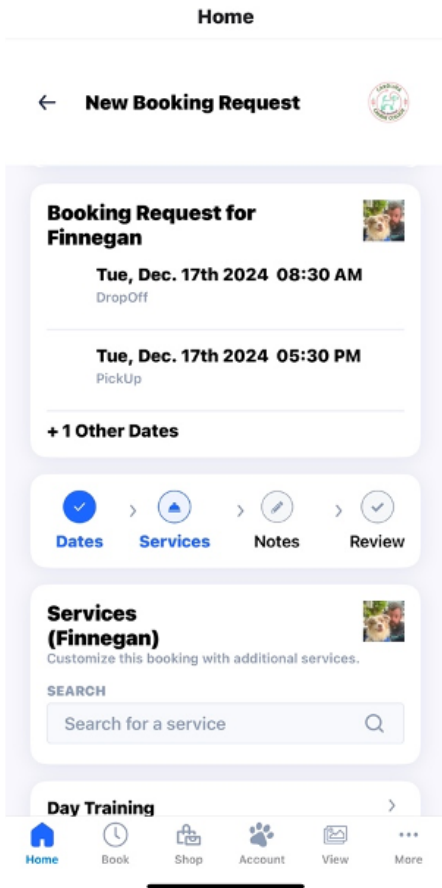 Home
New Booking Request
Booking Request for
Finnegan
Tue, Dec. 17th 2024 08:30 AM
DropOff
Tue, Dec. 17th 2024 05:30 PM
PickUp
+ 1 Other Dates
Dates
Services
Notes
Review
Services
(Finnegan)
Customize this booking with additional services.
SEARCH
Search for a service
Day Training
Home
Book
Shop
Account
View
More